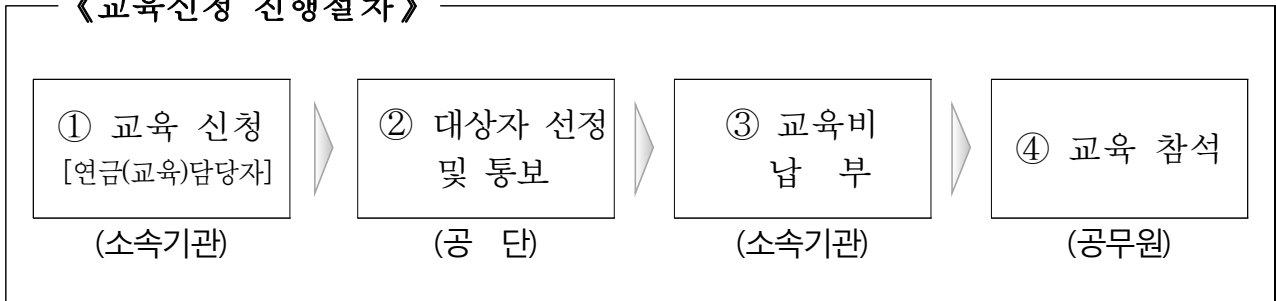 《교육신청 진행절차》
① 교육 신청
[연금(교육)담당자]
(소속기관)
② 대상자 선정
및 통보
(공 단)
③ 교육비
납 부
(소속기관)
④ 교육 참석
(공무원)